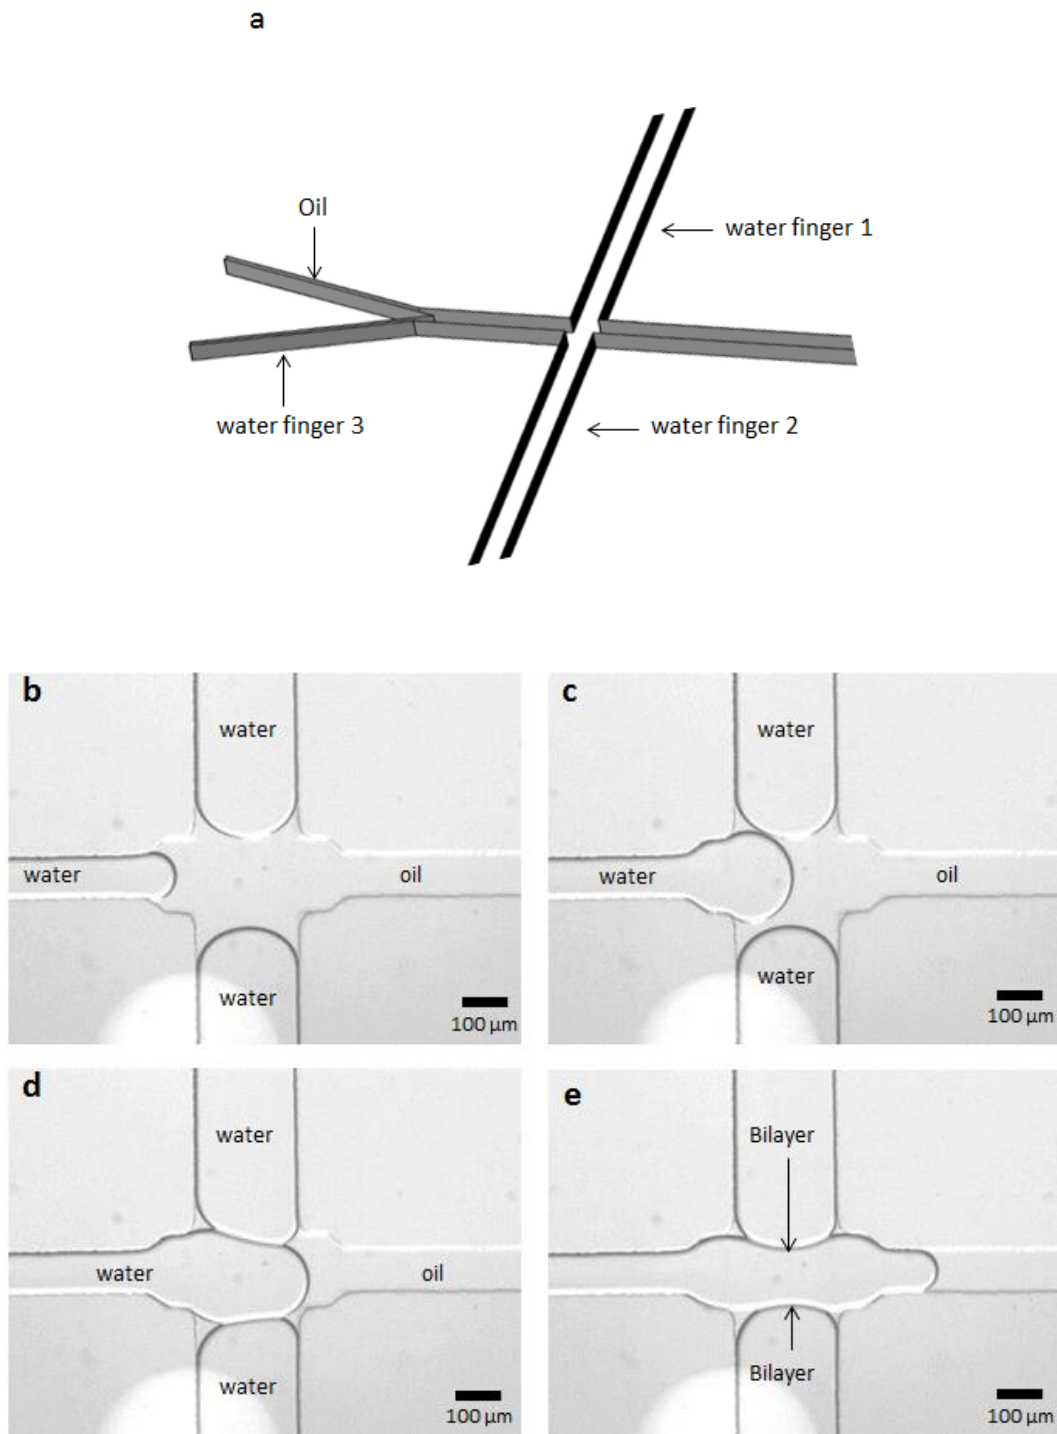 a
Oil
water finger 1
water finger 3
water finger 2
b
water
water
oil
water
100 µm
c
water
water
oil
water
100 µm
d
water
water
oil
water
100 µm
e
Bilayer
Bilayer
100 µm